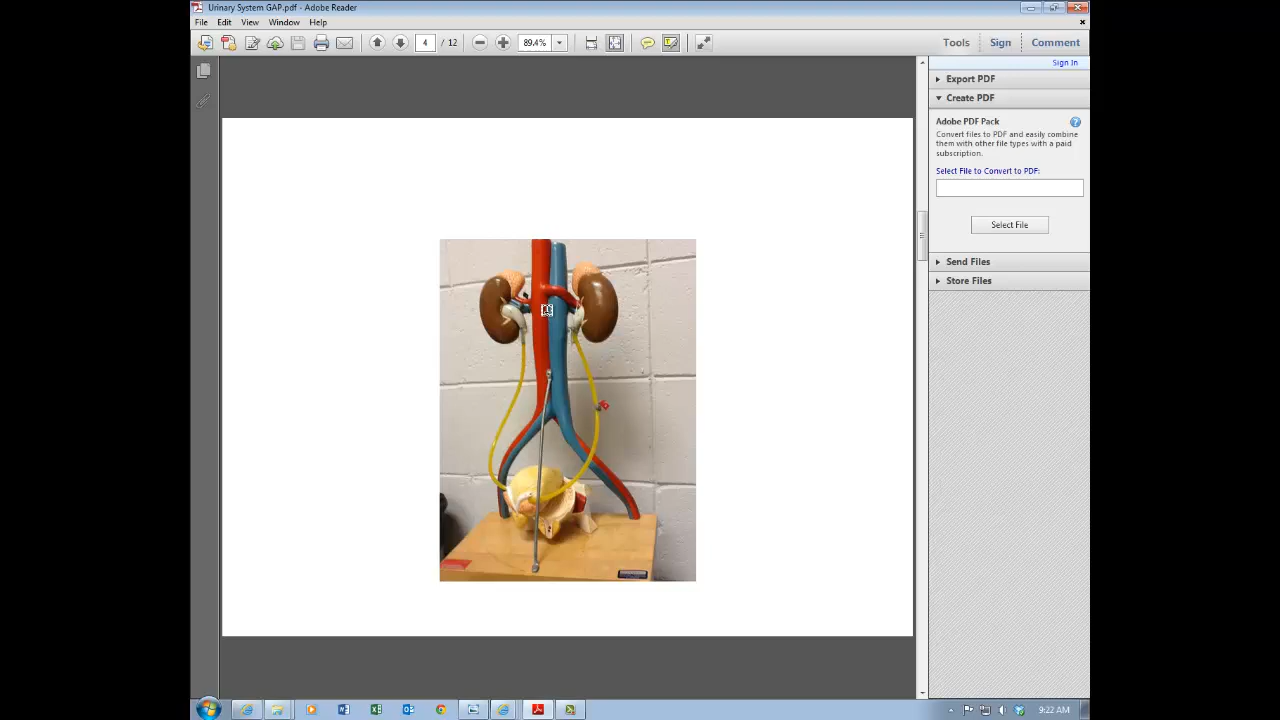 Urinary System GAP.pdf - Adobe Reader
File Edit View Window Help
4 / 12 89.4% Tools Sign Comment
Sign In
Export PDF
Create PDF
Adobe PDF Pack
Convert files to PDF and easily combine
them with other file types with a paid
subscription.
Select File to Convert to PDF:
Select File
Send Files
Store Files
9:22 AM